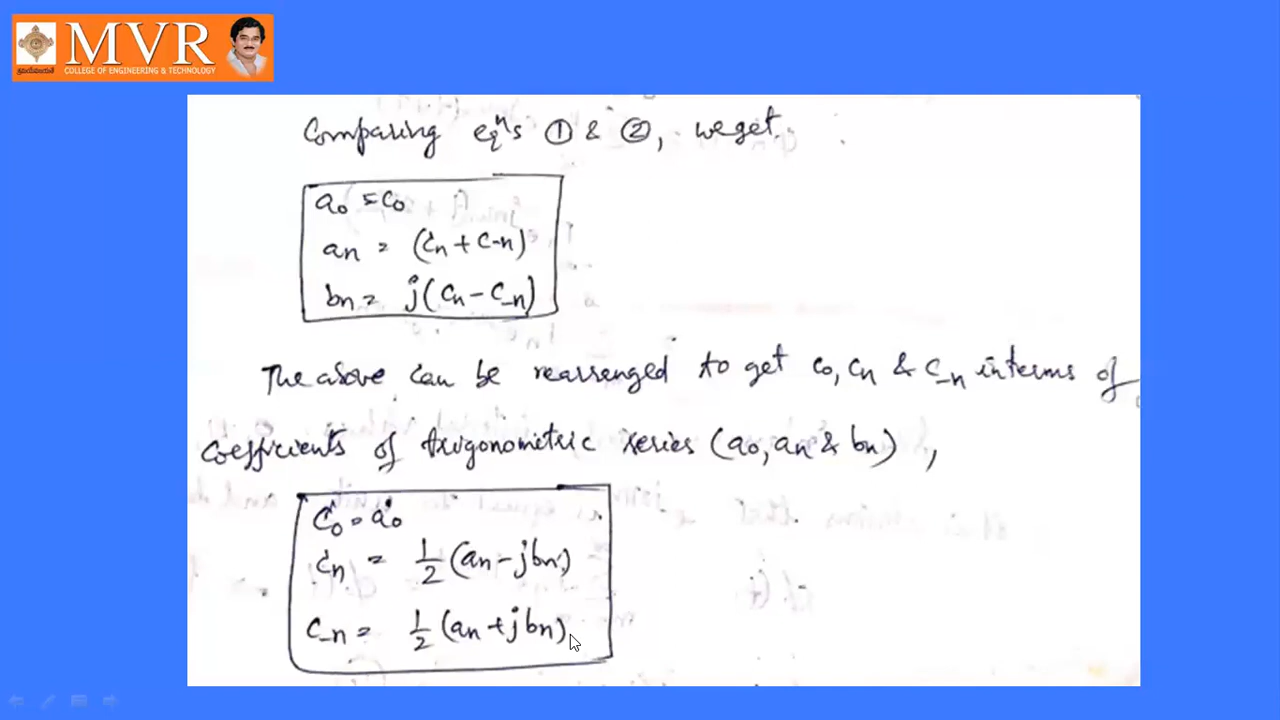 MVR
COLLEGE OF ENGINEERING & TECHNOLOGY
Comparing eqⁿs ① & ②, we get
a₀ = c₀
aₙ = (cₙ + c₋ₙ)
bₙ = j(cₙ - c₋ₙ)
The above can be rearrenged to get c₀, cₙ & c₋ₙ interms of
coefficients of trigonometric series (a₀, aₙ & bₙ) ,
c₀ = a₀
cₙ = 1/2 (aₙ - jbₙ)
c₋ₙ = 1/2 (aₙ + jbₙ)